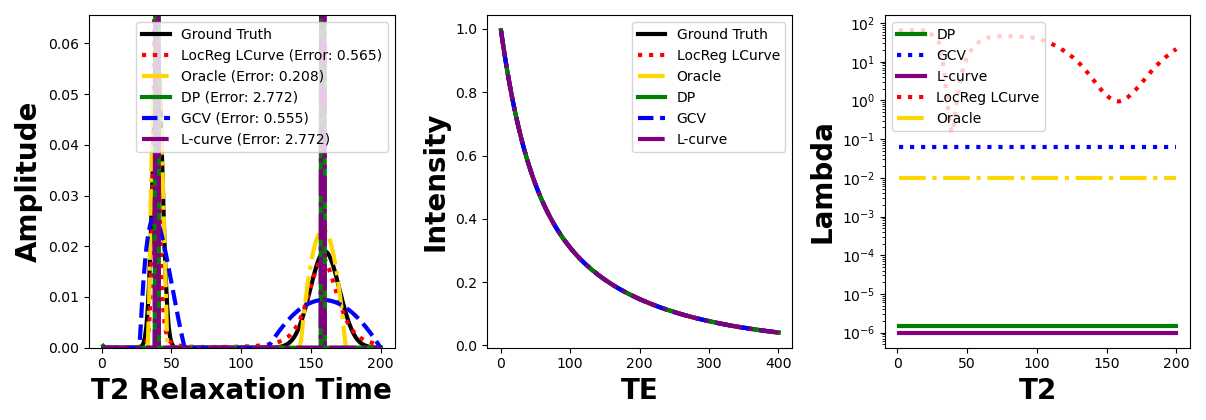 Amplitude
0.06
0.05
0.04
0.03
0.02
0.01
0.00
0
50
100
150
200
T2 Relaxation Time
Ground Truth
LocReg LCurve (Error: 0.565)
Oracle (Error: 0.208)
DP (Error: 2.772)
GCV (Error: 0.555)
L-curve (Error: 2.772)
Intensity
1.0
0.8
0.6
0.4
0.2
0.0
0
100
200
300
400
TE
Ground Truth
LocReg LCurve
Oracle
DP
GCV
L-curve
Lambda
10²
10¹
10⁰
10⁻¹
10⁻²
10⁻³
10⁻⁴
10⁻⁵
10⁻⁶
0
50
100
150
200
T2
DP
GCV
L-curve
LocReg LCurve
Oracle